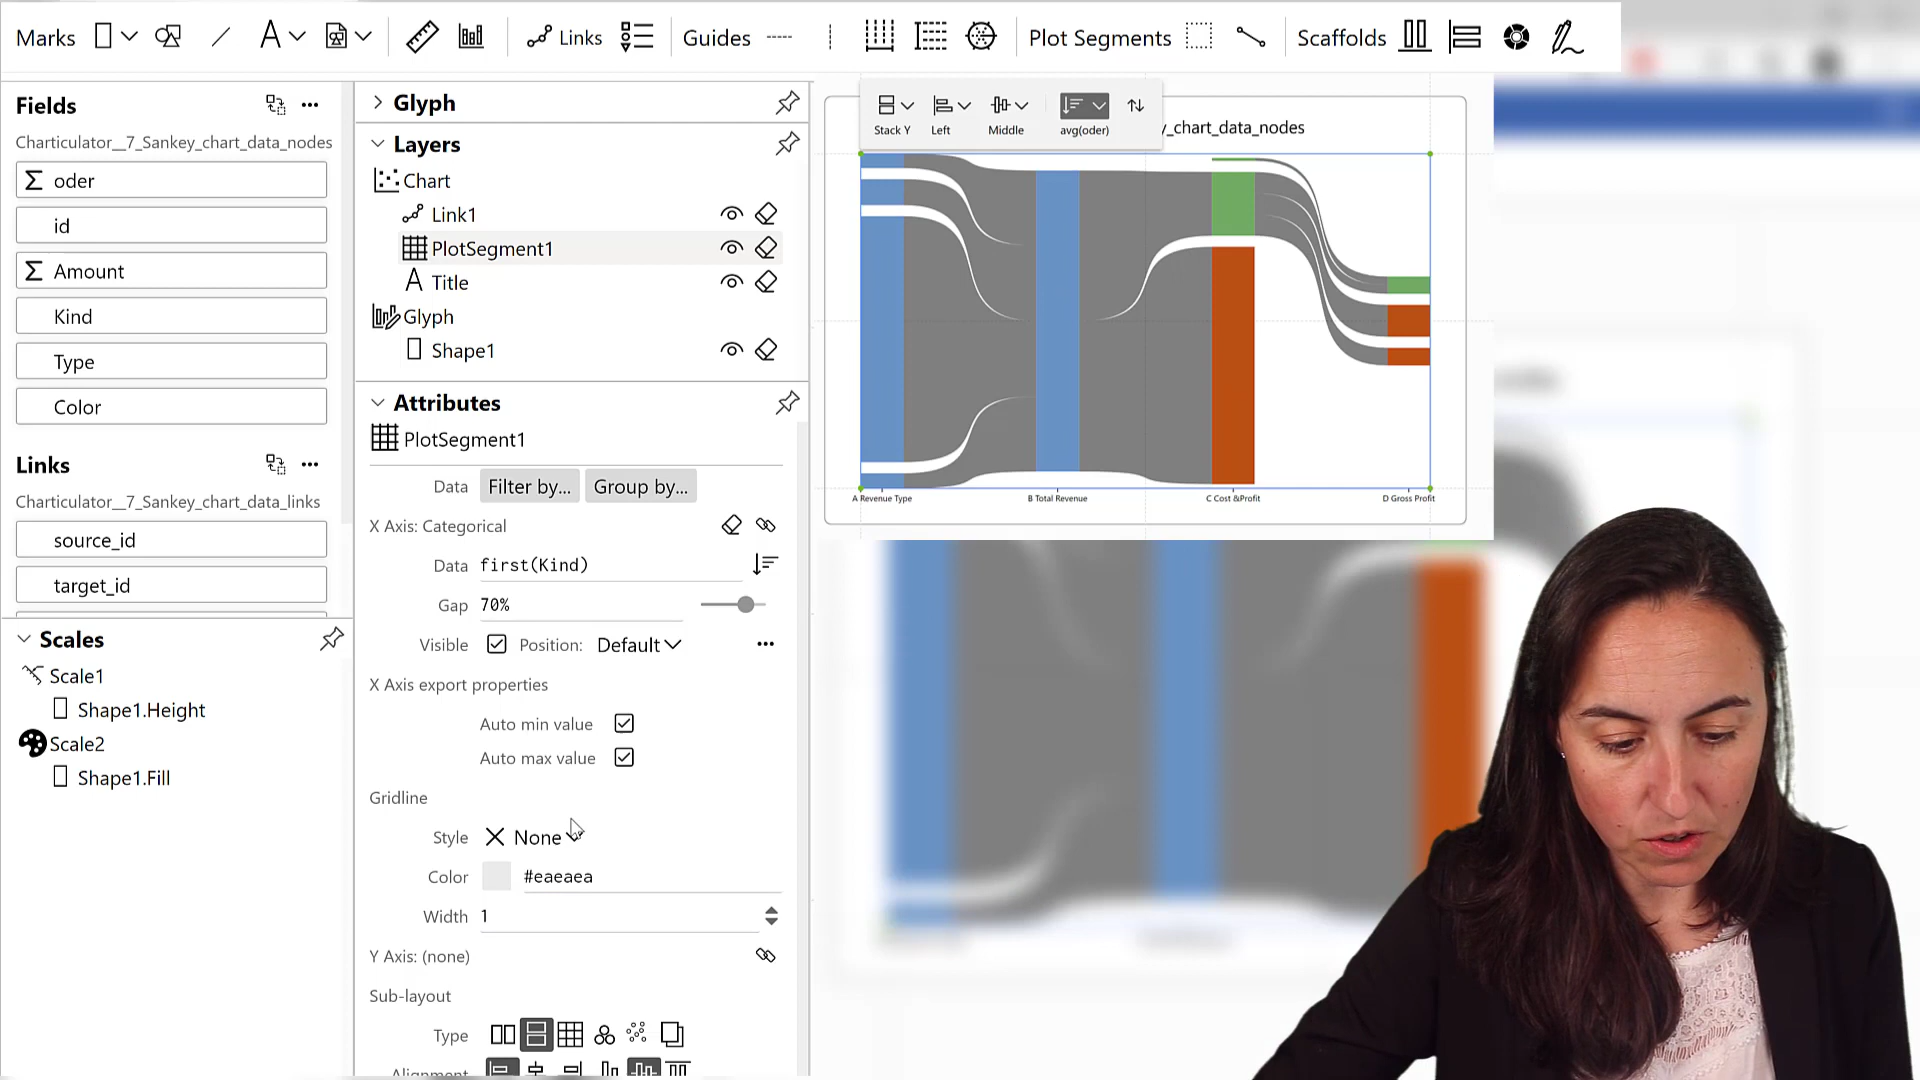 Marks
Links
Guides
Plot Segments
Scaffolds
Fields
Charticulator__7_Sankey_chart_data_nodes
oder
id
Amount
Kind
Type
Color
Links
Charticulator__7_Sankey_chart_data_links
source_id
target_id
Scales
Scale1
Shape1.Height
Scale2
Shape1.Fill
Glyph
Layers
Chart
Link1
PlotSegment1
Title
Glyph
Shape1
Attributes
PlotSegment1
Data Filter by... Group by...
X Axis: Categorical
Data first(Kind)
Gap 70%
Visible Position: Default
X Axis export properties
Auto min value
Auto max value
Gridline
Style None
Color #eaeaea
Width 1
Y Axis: (none)
Sub-layout
Type
Alignment
Stack Y Left Middle avg(oder)
y_chart_data_nodes
A Revenue Type B Total Revenue C Cost &Profit D Gross Profit